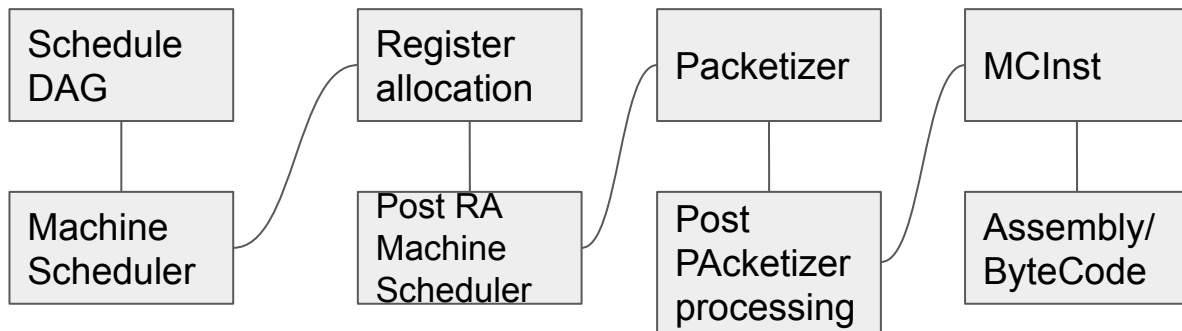 Schedule
DAG
Machine
Scheduler
Register
allocation
Post RA
Machine
Scheduler
Packetizer
Post
PAcketizer
processing
MCInst
Assembly/
ByteCode